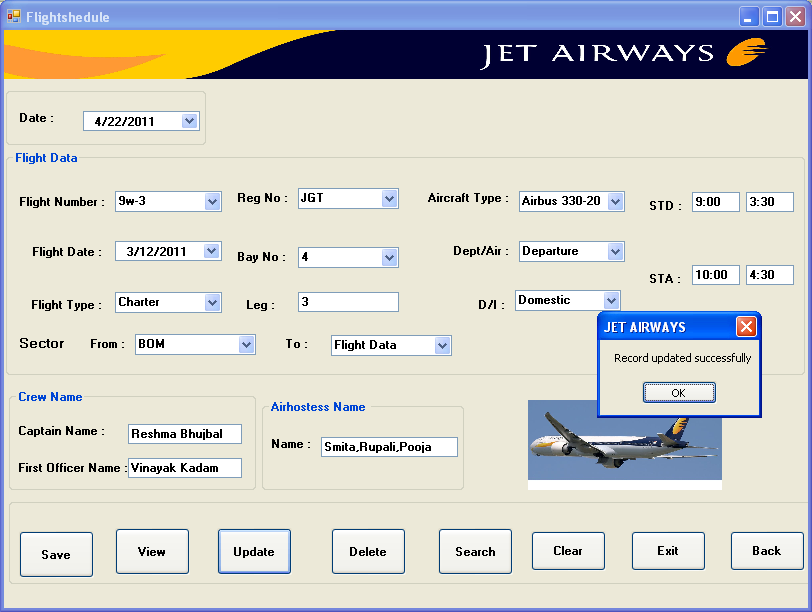 Flightshedule
JET AIRWAYS
Date :
4/22/2011
Flight Data
Flight Number : 9w-3
Reg No : JGT
Aircraft Type : Airbus 330-20
STD : 9:00 3:30
Flight Date : 3/12/2011
Bay No : 4
Dept/Air : Departure
STA : 10:00 4:30
Flight Type : Charter
Leg : 3
D/I : Domestic
Sector From : BOM
To : Flight Data
JET AIRWAYS
Record updated successfully
OK
Crew Name
Captain Name : Reshma Bhujbal
First Officer Name : Vinayak Kadam
Airhostess Name
Name : Smita,Rupali,Pooja
Save View Update Delete Search Clear Exit Back